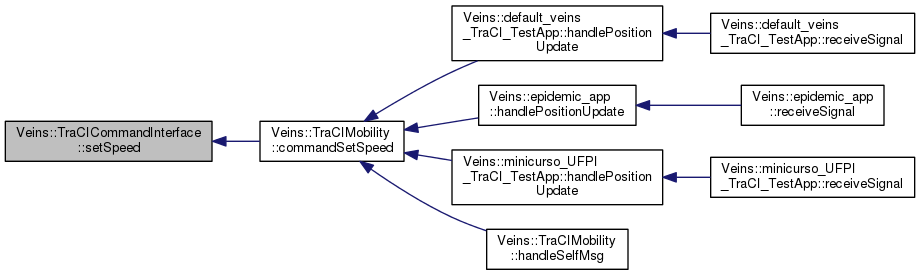 Veins::TraCICommandInterface
::setSpeed
Veins::TraCIMobility
::commandSetSpeed
Veins::default_veins
_TraCI_TestApp::handlePosition
Update
Veins::default_veins
_TraCI_TestApp::receiveSignal
Veins::epidemic_app
::handlePositionUpdate
Veins::epidemic_app
::receiveSignal
Veins::minicurso_UFPI
_TraCI_TestApp::handlePosition
Update
Veins::minicurso_UFPI
_TraCI_TestApp::receiveSignal
Veins::TraCIMobility
::handleSelfMsg